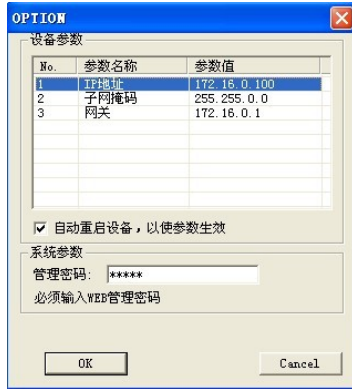 OPTION
设备参数
No. 参数名称 参数值
1 IP地址 172.16.0.100
2 子网掩码 255.255.0.0
3 网关 172.16.0.1
自动重启设备，以使参数生效
系统参数
管理密码: *****
必须输入WEB管理密码
OK Cancel